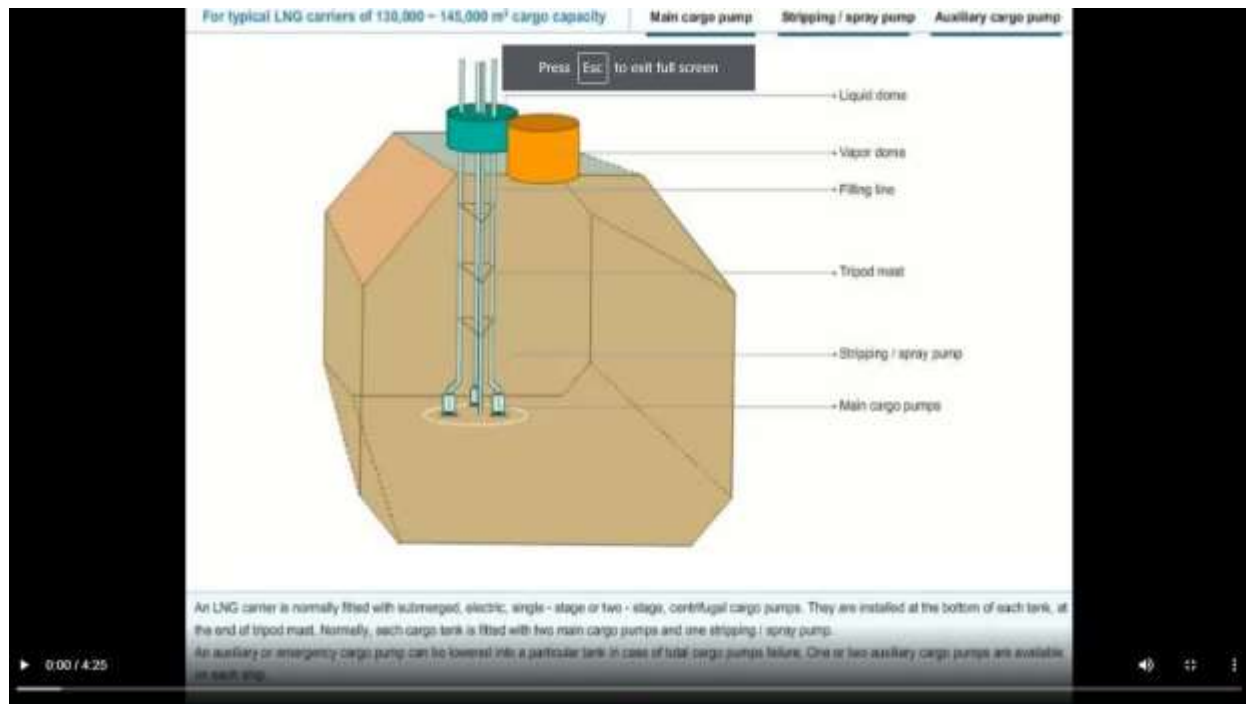 For typical LNG carriers of 130,000 – 145,000 m³ cargo capacity
Main cargo pump
Stripping / spray pump
Auxiliary cargo pump
Press Esc to exit full screen
Liquid dome
Vapor dome
Filling line
Tripod mast
Stripping / spray pump
Main cargo pumps
An LNG carrier is normally fitted with submerged, electric, single - stage or two - stage, centrifugal cargo pumps. They are installed at the bottom of each tank, at
the end of tripod mast. Normally, each cargo tank is fitted with two main cargo pumps and one stripping / spray pump.
An auxiliary or emergency cargo pump can be lowered into a particular tank in case of total cargo pumps failure. One or two auxiliary cargo pumps are available
on each ship.
0:00 / 4:25